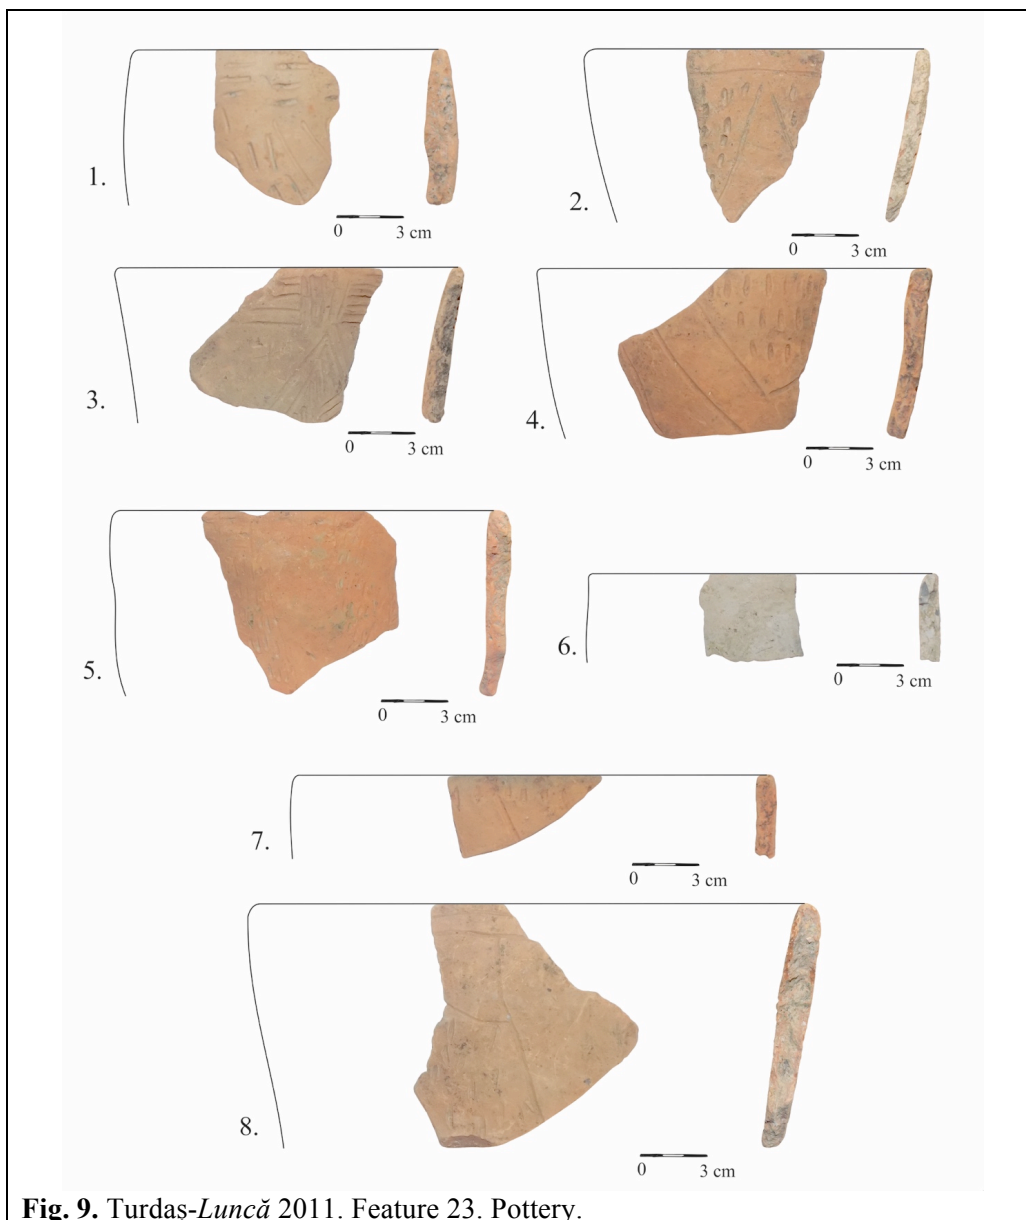 1.
0 3 cm
2.
0 3 cm
3.
0 3 cm
4.
0 3 cm
5.
0 3 cm
6.
0 3 cm
7.
0 3 cm
8.
0 3 cm
Fig. 9. Turdaş-Luncă 2011. Feature 23. Pottery.